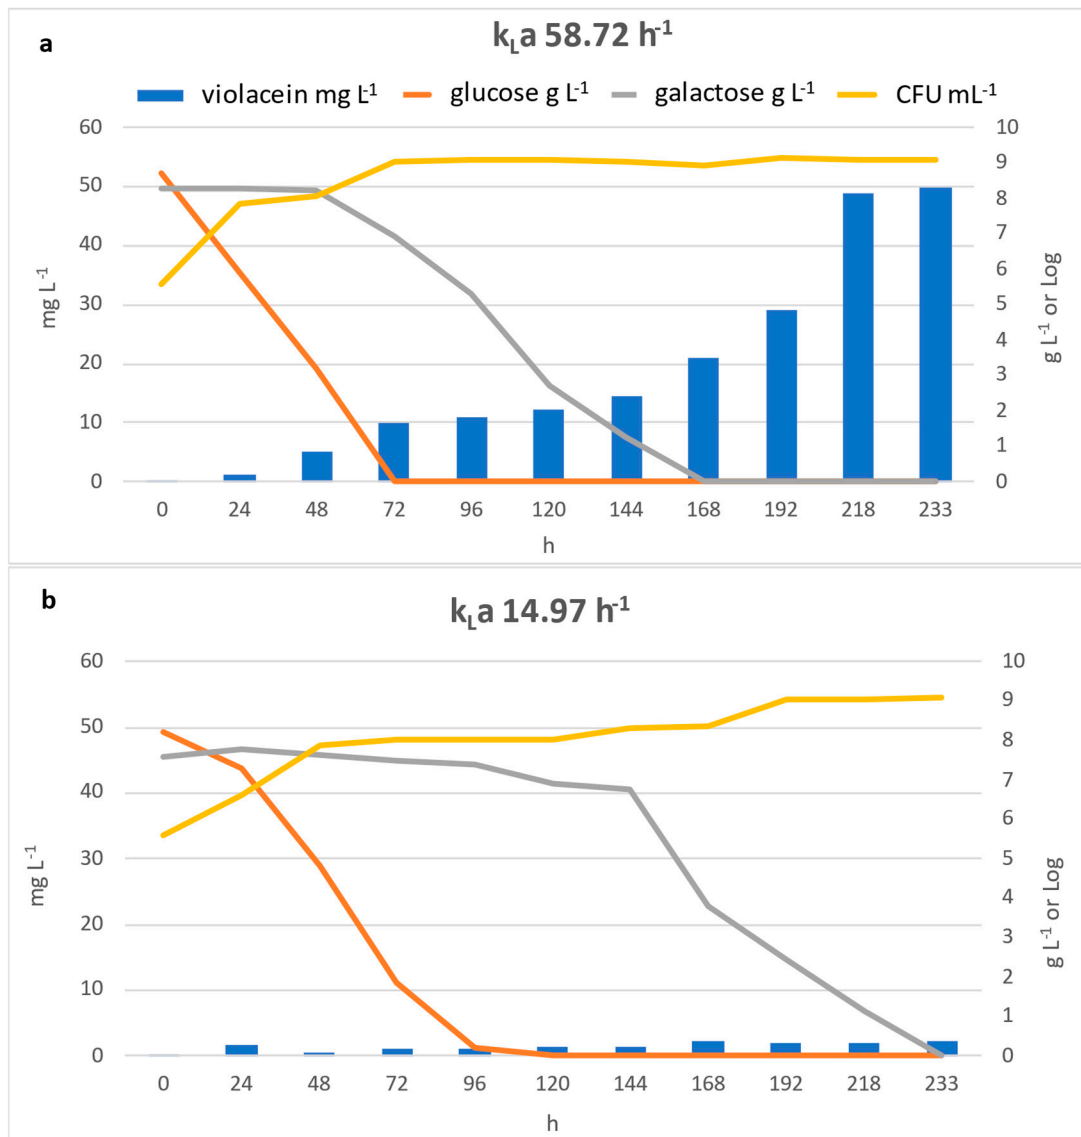 a
kLa 58.72 h-1
violacein mg L-1 glucose g L-1 galactose g L-1 CFU mL-1
60 10
50 9
40 8
30 7
20 6
10 5
0 4
3
2
1
0
mg L-1
g L-1 or Log
0 24 48 72 96 120 144 168 192 218 233
h
b
kLa 14.97 h-1
60 10
50 9
40 8
30 7
20 6
10 5
0 4
3
2
1
0
mg L-1
g L-1 or Log
0 24 48 72 96 120 144 168 192 218 233
h